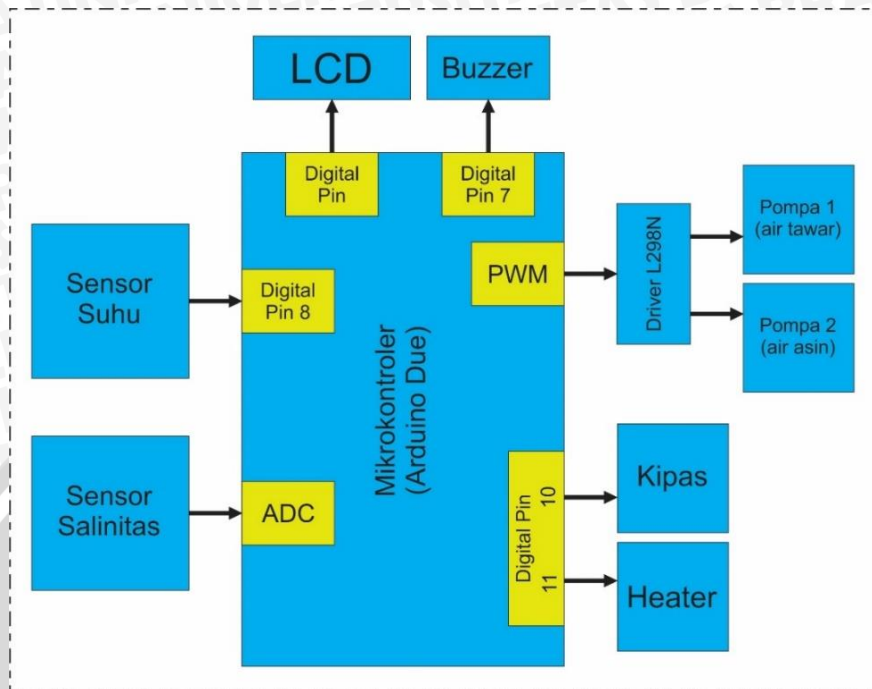 LCD
Buzzer
Digital
Pin
Digital
Pin 7
Sensor
Suhu
Digital
Pin 8
PWM
Driver L298N
Pompa 1
(air tawar)
Pompa 2
(air asin)
Mikrokontroler
(Arduino Due)
Sensor
Salinitas
ADC
Digital Pin
10
11
Kipas
Heater